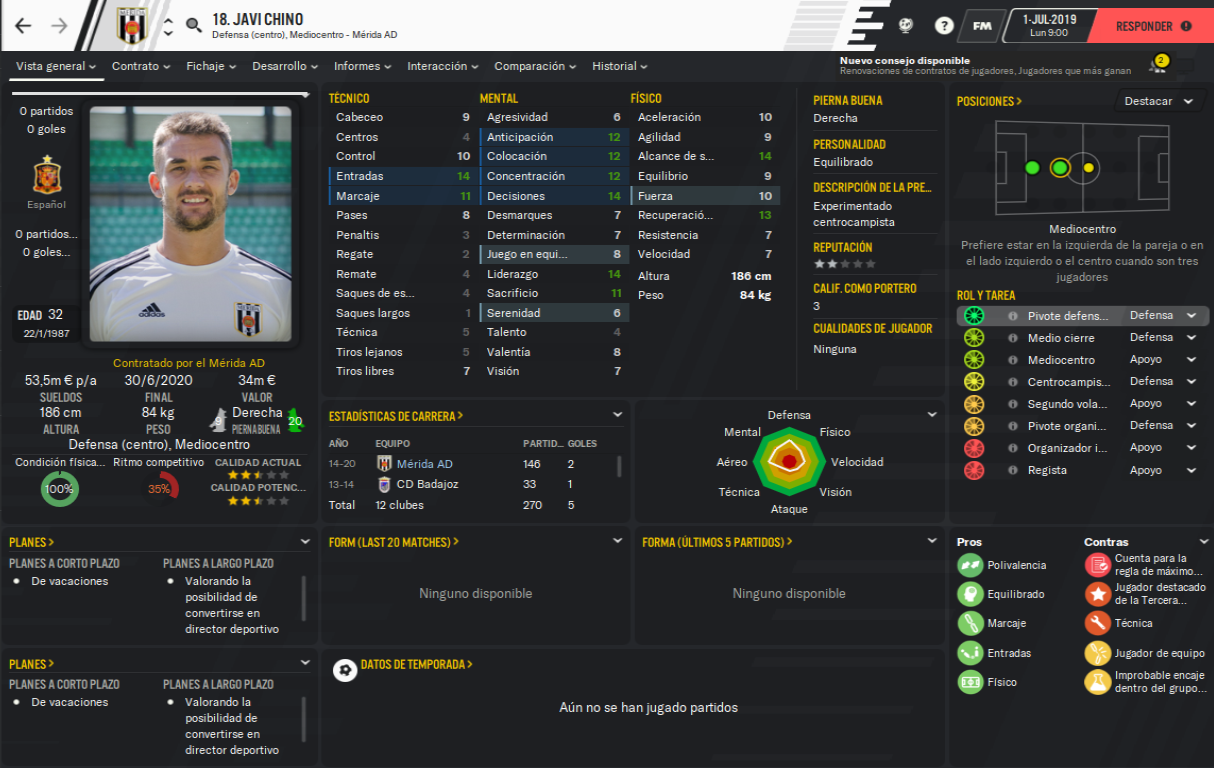 18. JAVI CHINO
Defensa (centro), Mediocentro - Mérida AD
FM
1-JUL-2019
Lun 9:00
RESPONDER
Vista general
Contrato
Fichaje
Desarrollo
Informes
Interacción
Comparación
Historial
Nuevo consejo disponible
Renovaciones de contratos de jugadores, Jugadores que más ganan
2
0 partidos
0 goles
Español
0 partidos...
0 goles...
EDAD 32
22/1/1987
adidas
Contratado por el Mérida AD
53,5m € p/a
SUELDOS
30/6/2020
FINAL
34m €
VALOR
186 cm
ALTURA
84 kg
PESO
9
Derecha
PIERNA BUENA
20
Defensa (centro), Mediocentro
Condición física...
100%
Ritmo competitivo
35%
CALIDAD ACTUAL
CALIDAD POTENC...
TÉCNICO
Cabeceo 9
Centros 4
Control 10
Entradas 14
Marcaje 11
Pases 8
Penaltis 3
Regate 2
Remate 4
Saques de es... 4
Saques largos 1
Técnica 5
Tiros lejanos 5
Tiros libres 7
MENTAL
Agresividad 6
Anticipación 12
Colocación 12
Concentración 12
Decisiones 14
Desmarques 7
Determinación 7
Juego en equi... 8
Liderazgo 14
Sacrificio 11
Serenidad 6
Talento 4
Valentía 8
Visión 7
FÍSICO
Aceleración 10
Agilidad 9
Alcance de s... 14
Equilibrio 9
Fuerza 10
Recuperació... 13
Resistencia 7
Velocidad 7
Altura 186 cm
Peso 84 kg
PIERNA BUENA
Derecha
PERSONALIDAD
Equilibrado
DESCRIPCIÓN DE LA PRE...
Experimentado
centrocampista
REPUTACIÓN
CALIF. COMO PORTERO
3
CUALIDADES DE JUGADOR
Ninguna
POSICIONES >
Destacar
Mediocentro
Prefiere estar en la izquierda de la pareja o en
el lado izquierdo o el centro cuando son tres
jugadores
ROL Y TAREA
Pivote defens... Defensa
Medio cierre Defensa
Mediocentro Apoyo
Centrocampis... Defensa
Segundo vola... Apoyo
Pivote organi... Defensa
Organizador i... Apoyo
Regista Apoyo
ESTADÍSTICAS DE CARRERA >
AÑO EQUIPO PARTID... GOLES
14-20 Mérida AD 146 2
13-14 CD Badajoz 33 1
Total 12 clubes 270 5
Defensa
Mental
Físico
Aéreo
Velocidad
Técnica
Visión
Ataque
PLANES >
PLANES A CORTO PLAZO
De vacaciones
PLANES A LARGO PLAZO
Valorando la
posibilidad de
convertirse en
director deportivo
FORM (LAST 20 MATCHES) >
Ninguno disponible
FORMA (ÚLTIMOS 5 PARTIDOS) >
Ninguno disponible
Pros
Polivalencia
Equilibrado
Marcaje
Entradas
Físico
Contras
Cuenta para la
regla de máximo...
Jugador destacado
de la Tercera...
Técnica
Jugador de equipo
Improbable encaje
dentro del grupo...
PLANES >
PLANES A CORTO PLAZO
De vacaciones
PLANES A LARGO PLAZO
Valorando la
posibilidad de
convertirse en
director deportivo
DATOS DE TEMPORADA >
Aún no se han jugado partidos